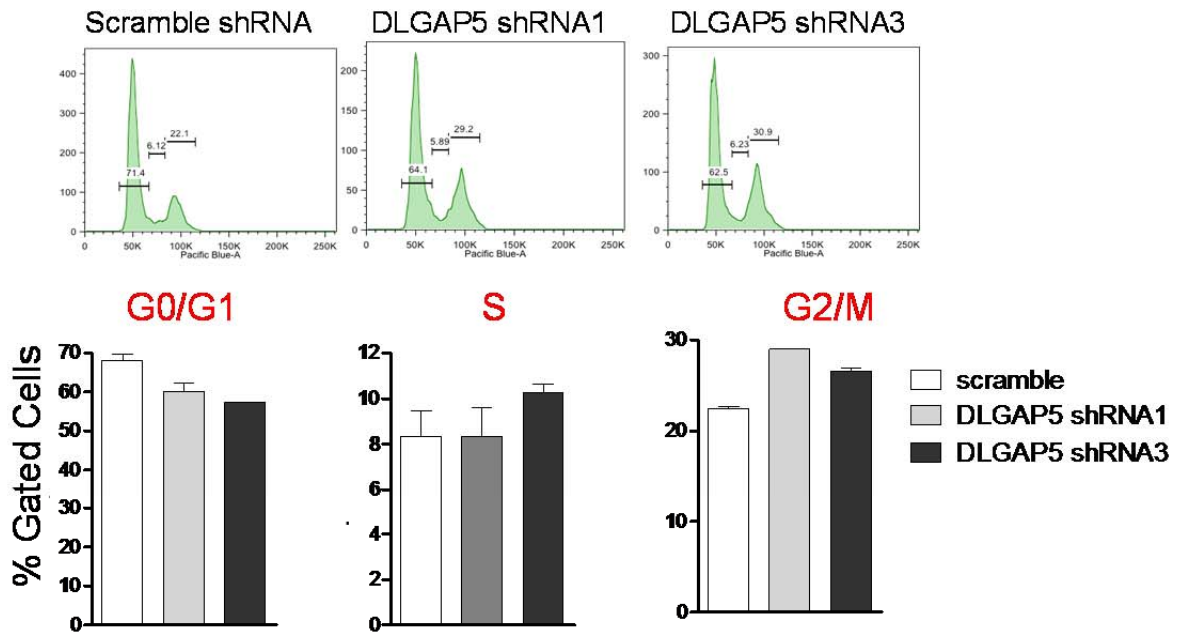 Scramble shRNA
DLGAP5 shRNA1
DLGAP5 shRNA3
400
300
200
100
0
6.12
22.1
71.4
0 50K 100K 150K 200K 250K
Pacific Blue-A
200
150
100
50
0
5.89
29.2
64.1
0 50K 100K 150K 200K 250K
Pacific Blue-A
300
200
100
0
6.23
30.9
62.5
0 50K 100K 150K 200K 250K
Pacific Blue-A
G0/G1
S
G2/M
% Gated Cells
70
60
50
40
30
20
10
0
12
10
8
6
4
2
0
30
20
10
0
scramble
DLGAP5 shRNA1
DLGAP5 shRNA3